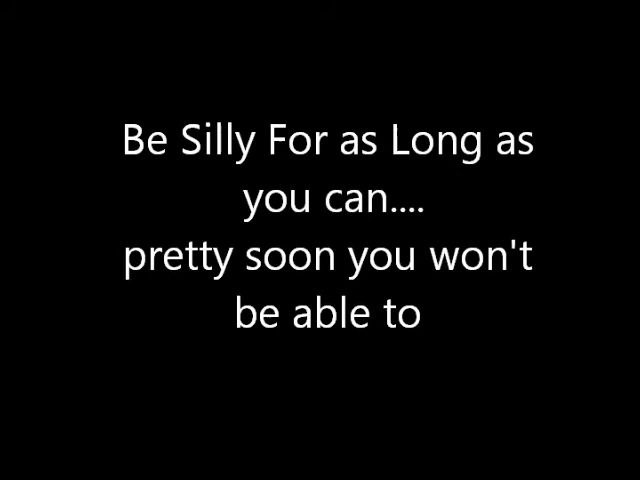 Be Silly For as Long as
you can....
pretty soon you won't
be able to